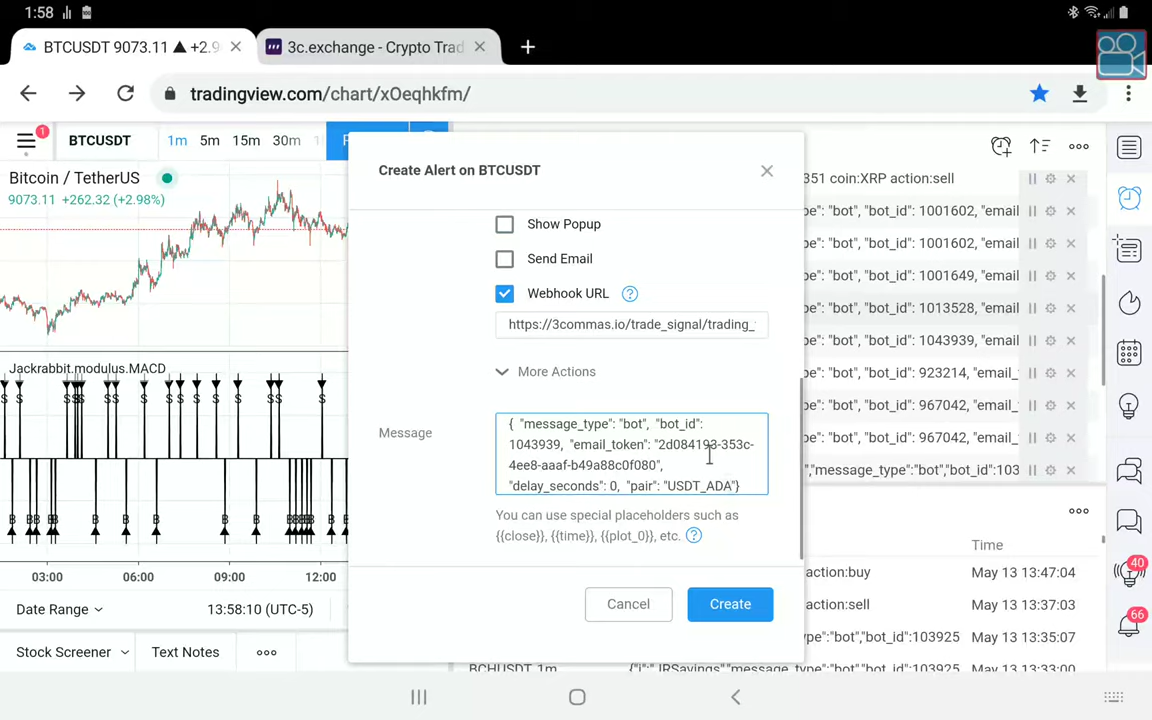 1:58
BTCUSDT 9073.11 ▲ +2.9
3c.exchange - Crypto Trad
tradingview.com/chart/xOeqhkfm/
1
BTCUSDT
1m 5m 15m 30m
Bitcoin / TetherUS
9073.11 +262.32 (+2.98%)
Jackrabbit.modulus.MACD
S S S S S S S S S S S S
B B B B B B B B B B B B
03:00 06:00 09:00 12:00
Date Range
13:58:10 (UTC-5)
Stock Screener
Text Notes
Create Alert on BTCUSDT
Show Popup
Send Email
Webhook URL
https://3commas.io/trade_signal/trading_
More Actions
Message
{ "message_type": "bot", "bot_id":
1043939, "email_token": "2d084193-353c-
4ee8-aaaf-b49a88c0f080",
"delay_seconds": 0, "pair": "USDT_ADA"}
You can use special placeholders such as
{{close}}, {{time}}, {{plot_0}}, etc.
Cancel
Create
351 coin:XRP action:sell
pe": "bot", "bot_id": 1001602, "email
pe": "bot", "bot_id": 1001602, "email
pe": "bot", "bot_id": 1001649, "email
pe": "bot", "bot_id": 1013528, "email
pe": "bot", "bot_id": 1043939, "email
pe": "bot", "bot_id": 923214, "email_
pe": "bot", "bot_id": 967042, "email_
pe": "bot", "bot_id": 967042, "email_
","message_type":"bot","bot_id":103
Time
action:buy May 13 13:47:04
action:sell May 13 13:37:03
ype":"bot","bot_id":103925 May 13 13:35:07
BCHUSDT, 1m {"j":"JRSavings","message_type":"bot","bot_id":103925 May 13 13:33:00
40
66